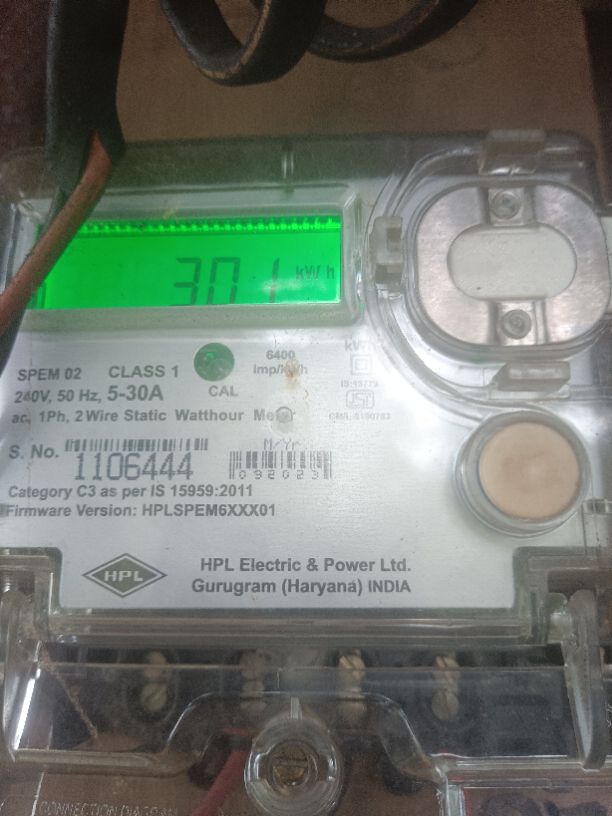 301 kWh
SPEM 02 CLASS 1 6400
240V, 50 Hz, 5-30A CAL Imp/kWh
ac, 1Ph, 2 Wire Static Watthour Meter
S. No. M/Yr
1106444 092023
Category C3 as per IS 15959:2011
Firmware Version: HPLSPEM6XXX01
HPL
HPL Electric & Power Ltd.
Gurugram (Haryana) INDIA